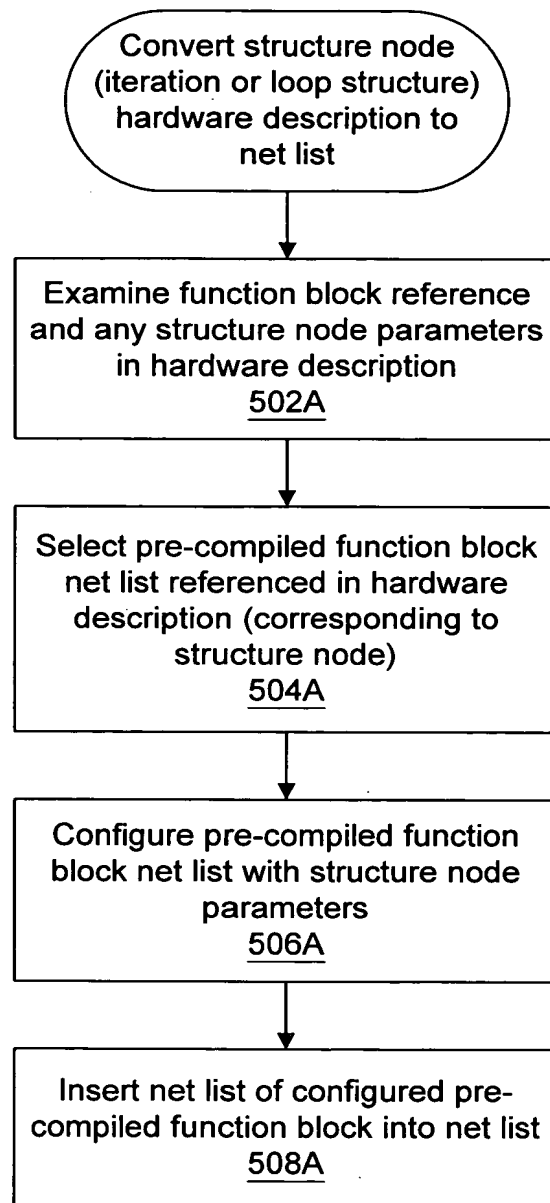 Convert structure node
(iteration or loop structure)
hardware description to
net list
Examine function block reference
and any structure node parameters
in hardware description
502A
Select pre-compiled function block
net list referenced in hardware
description (corresponding to
structure node)
504A
Configure pre-compiled function
block net list with structure node
parameters
506A
Insert net list of configured pre-
compiled function block into net list
508A